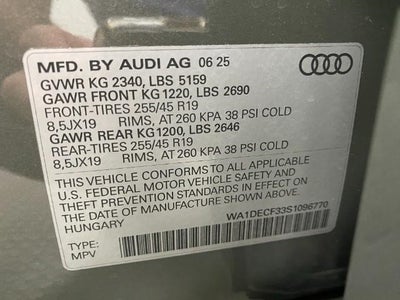 MFD. BY AUDI AG 06 25
GVWR KG 2340, LBS 5159
GAWR FRONT KG 1220, LBS 2690
FRONT-TIRES 255/45 R19
8,5JX19 RIMS, AT 260 KPA 38 PSI COLD
GAWR REAR KG1200, LBS 2646
REAR-TIRES 255/45 R19
8,5JX19 RIMS, AT 260 KPA 38 PSI COLD
THIS VEHICLE CONFORMS TO ALL APPLICABLE
U.S. FEDERAL MOTOR VEHICLE SAFETY AND
THEFT PREVENTION STANDARDS IN EFFECT ON
THE DATE OF MANUFACTURE SHOWN ABOVE.
HUNGARY
WA1DECF33S1096770
TYPE:
MPV